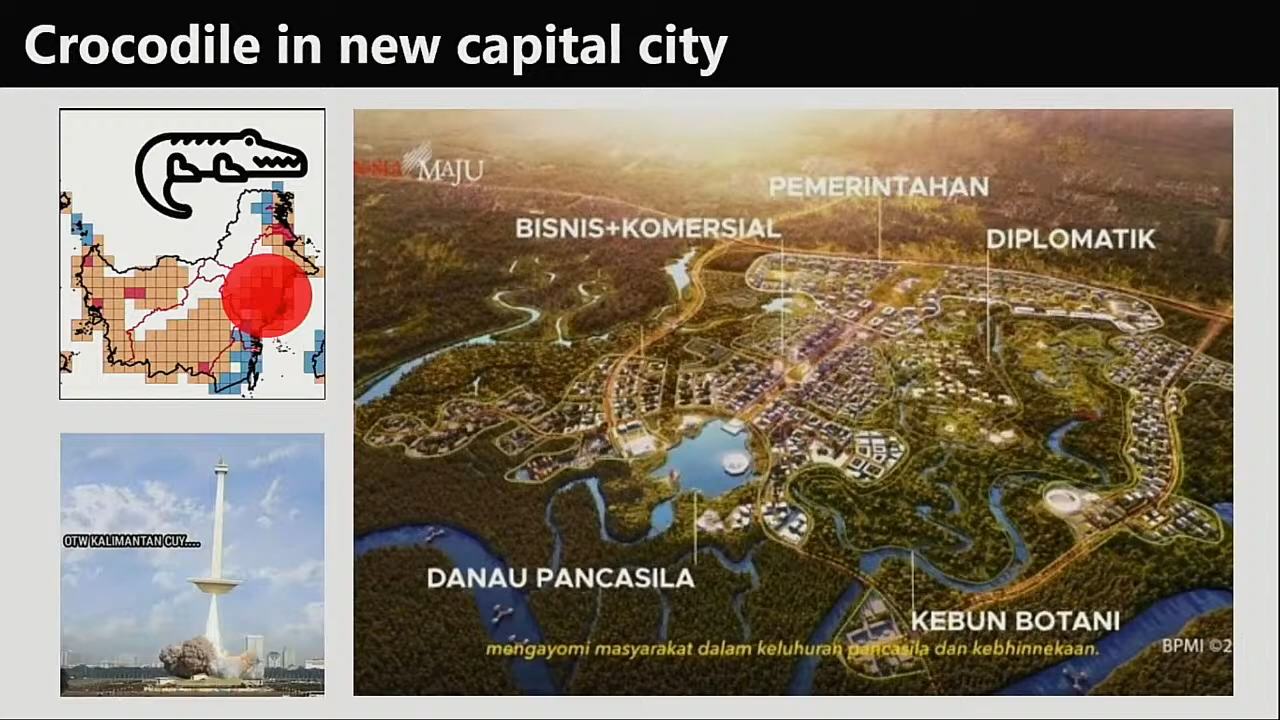 Crocodile in new capital city
MAJU
PEMERINTAHAN
BISNIS+KOMERSIAL
DIPLOMATIK
OTW KALIMANTAN CUY....
DANAU PANCASILA
KEBUN BOTANI
mengayomi masyarakat dalam keluhuran pancasila dan kebhinnekaan.
BPMI ©2